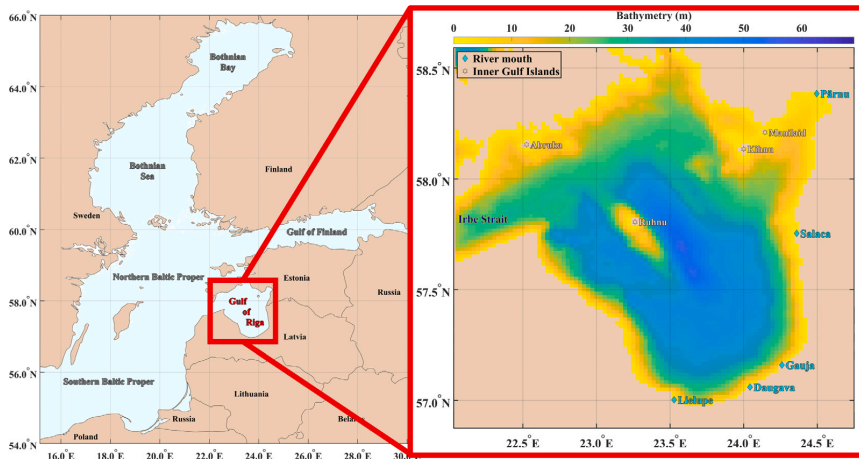 66.0°N
64.0°N
62.0°N
60.0°N
58.0°N
56.0°N
54.0°N
16.0°E
18.0°E
20.0°E
22.0°E
24.0°E
26.0°E
28.0°E
30.0
Bothnian
Bay
Bothnian
Sea
Finland
Sweden
Gulf of Finland
Northern Baltic Proper
Estonia
Russia
Gulf
of
Riga
Latvia
Southern Baltic Proper
Lithuania
Russia
Belarus
Poland
Bathymetry (m)
0
20
40
60
River mouth
Inner Gulf Islands
58.5°N
58.0°N
57.5°N
57.0°N
22.5°E
23.0°E
23.5°E
24.0°E
24.5°E
Pärnu
Manilaid
Kihnu
Abruka
Irbe Strait
Ruhnu
Salaca
Gauja
Daugava
Lielupe